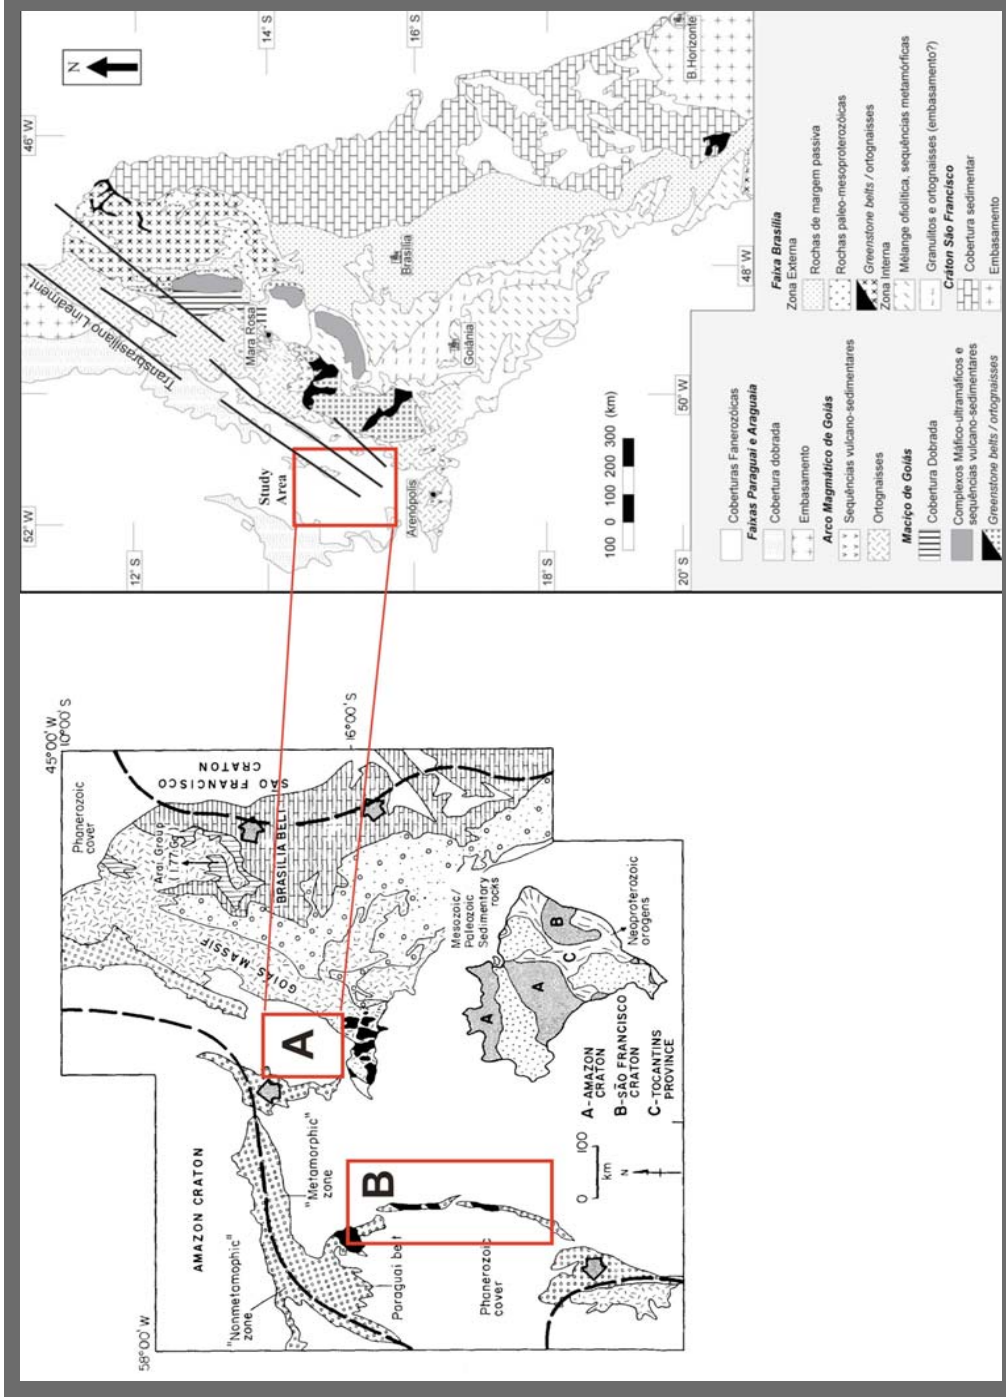 58°00'W
45°00'W
10°00'S
16°00'S
AMAZON CRATON
"Nonmetamophic"
zone
"Metamorphic"
zone
Paraguai belt
Phanerozoic
cover
A
B
GOIÁS MASSIF
Phanerozoic
cover
Arai Group
BRASILIA BELT
SÃO FRANCISCO
CRATON
Mesozoic/
Paleozoic
Sedimentary
rocks
0 100
km
N
A-AMAZON
CRATON
B-SÃO FRANCISCO
CRATON
C-TOCANTINS
PROVINCE
A
A
B
C
Neoproterozoic
orogens
52° W
46° W
N
12° S
14° S
16° S
18° S
20° S
50° W
48° W
Transbrasiliano Lineament
Study
Area
Mara Rosa
Arenópolis
Goiânia
Brasília
B.Horizonte
100 0 100 200 300 (km)
Coberturas Fanerozóicas
Faixas Paraguai e Araguaia
Cobertura dobrada
Embasamento
Arco Magmático de Goiás
Sequências vulcano-sedimentares
Ortognaisses
Maciço de Goiás
Cobertura Dobrada
Complexos Máfico-ultramáficos e
sequências vulcano-sedimentares
Greenstone belts / ortognaisses
Faixa Brasília
Zona Externa
Rochas de margem passiva
Rochas paleo-mesoproterozóicas
Greenstone belts / ortognaisses
Zona Interna
Mélange ofiolítica, sequências metamórficas
Granulitos e ortognaisses (embasamento?)
Cráton São Francisco
Cobertura sedimentar
Embasamento